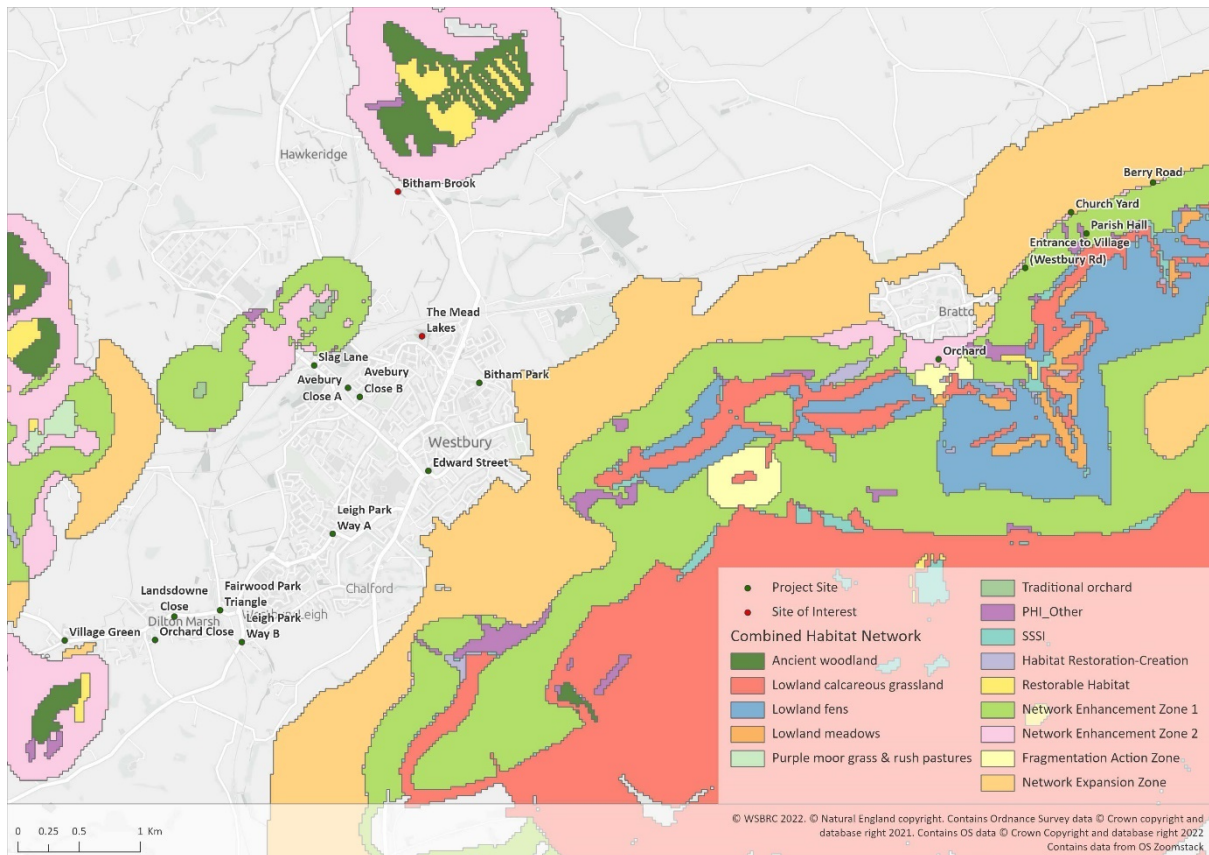 Hawkeridge
Bitham Brook
Berry Road
Church Yard
Parish Hall
Entrance to Village
(Westbury Rd)
The Mead
Lakes
Bratto
Orchard
Slag Lane
Avebury
Close A
Avebury
Close B
Bitham Park
Westbury
Edward Street
Leigh Park
Way A
Chalford
Landsdowne
Close
Fairwood Park
Triangle
Dilton Marsh
Village Green
Orchard Close
Leigh Park
Way B
Project Site
Site of Interest
Combined Habitat Network
Ancient woodland
Lowland calcareous grassland
Lowland fens
Lowland meadows
Purple moor grass & rush pastures
Traditional orchard
PHI_Other
SSSI
Habitat Restoration-Creation
Restorable Habitat
Network Enhancement Zone 1
Network Enhancement Zone 2
Fragmentation Action Zone
Network Expansion Zone
0 0.25 0.5 1 Km
© WSBRC 2022. © Natural England copyright. Contains Ordnance Survey data © Crown copyright and
database right 2021. Contains OS data © Crown Copyright and database right 2022
Contains data from OS Zoomstack